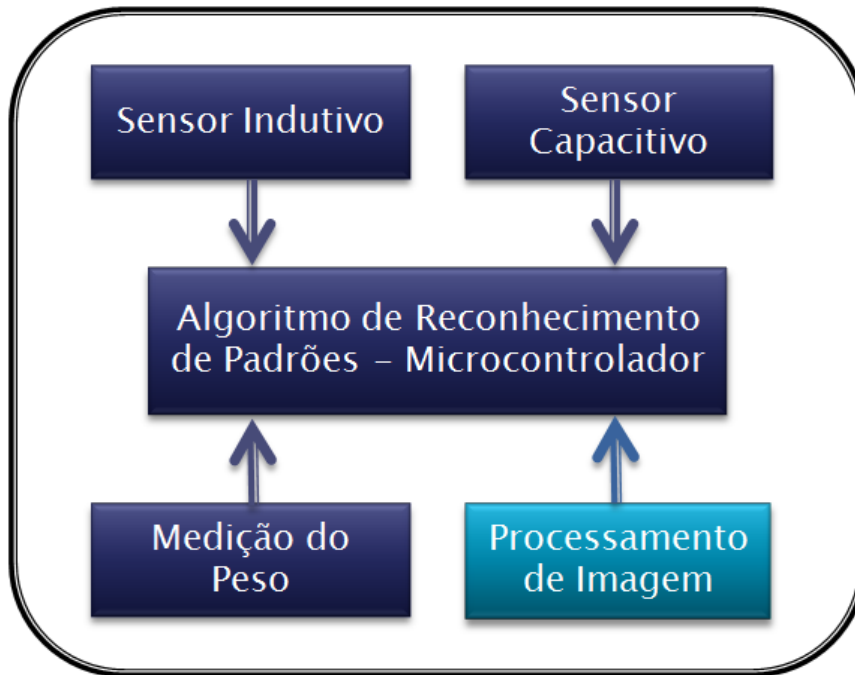 Sensor Indutivo
Sensor
Capacitivo
Algoritmo de Reconhecimento
de Padrões – Microcontrolador
Medição do
Peso
Processamento
de Imagem